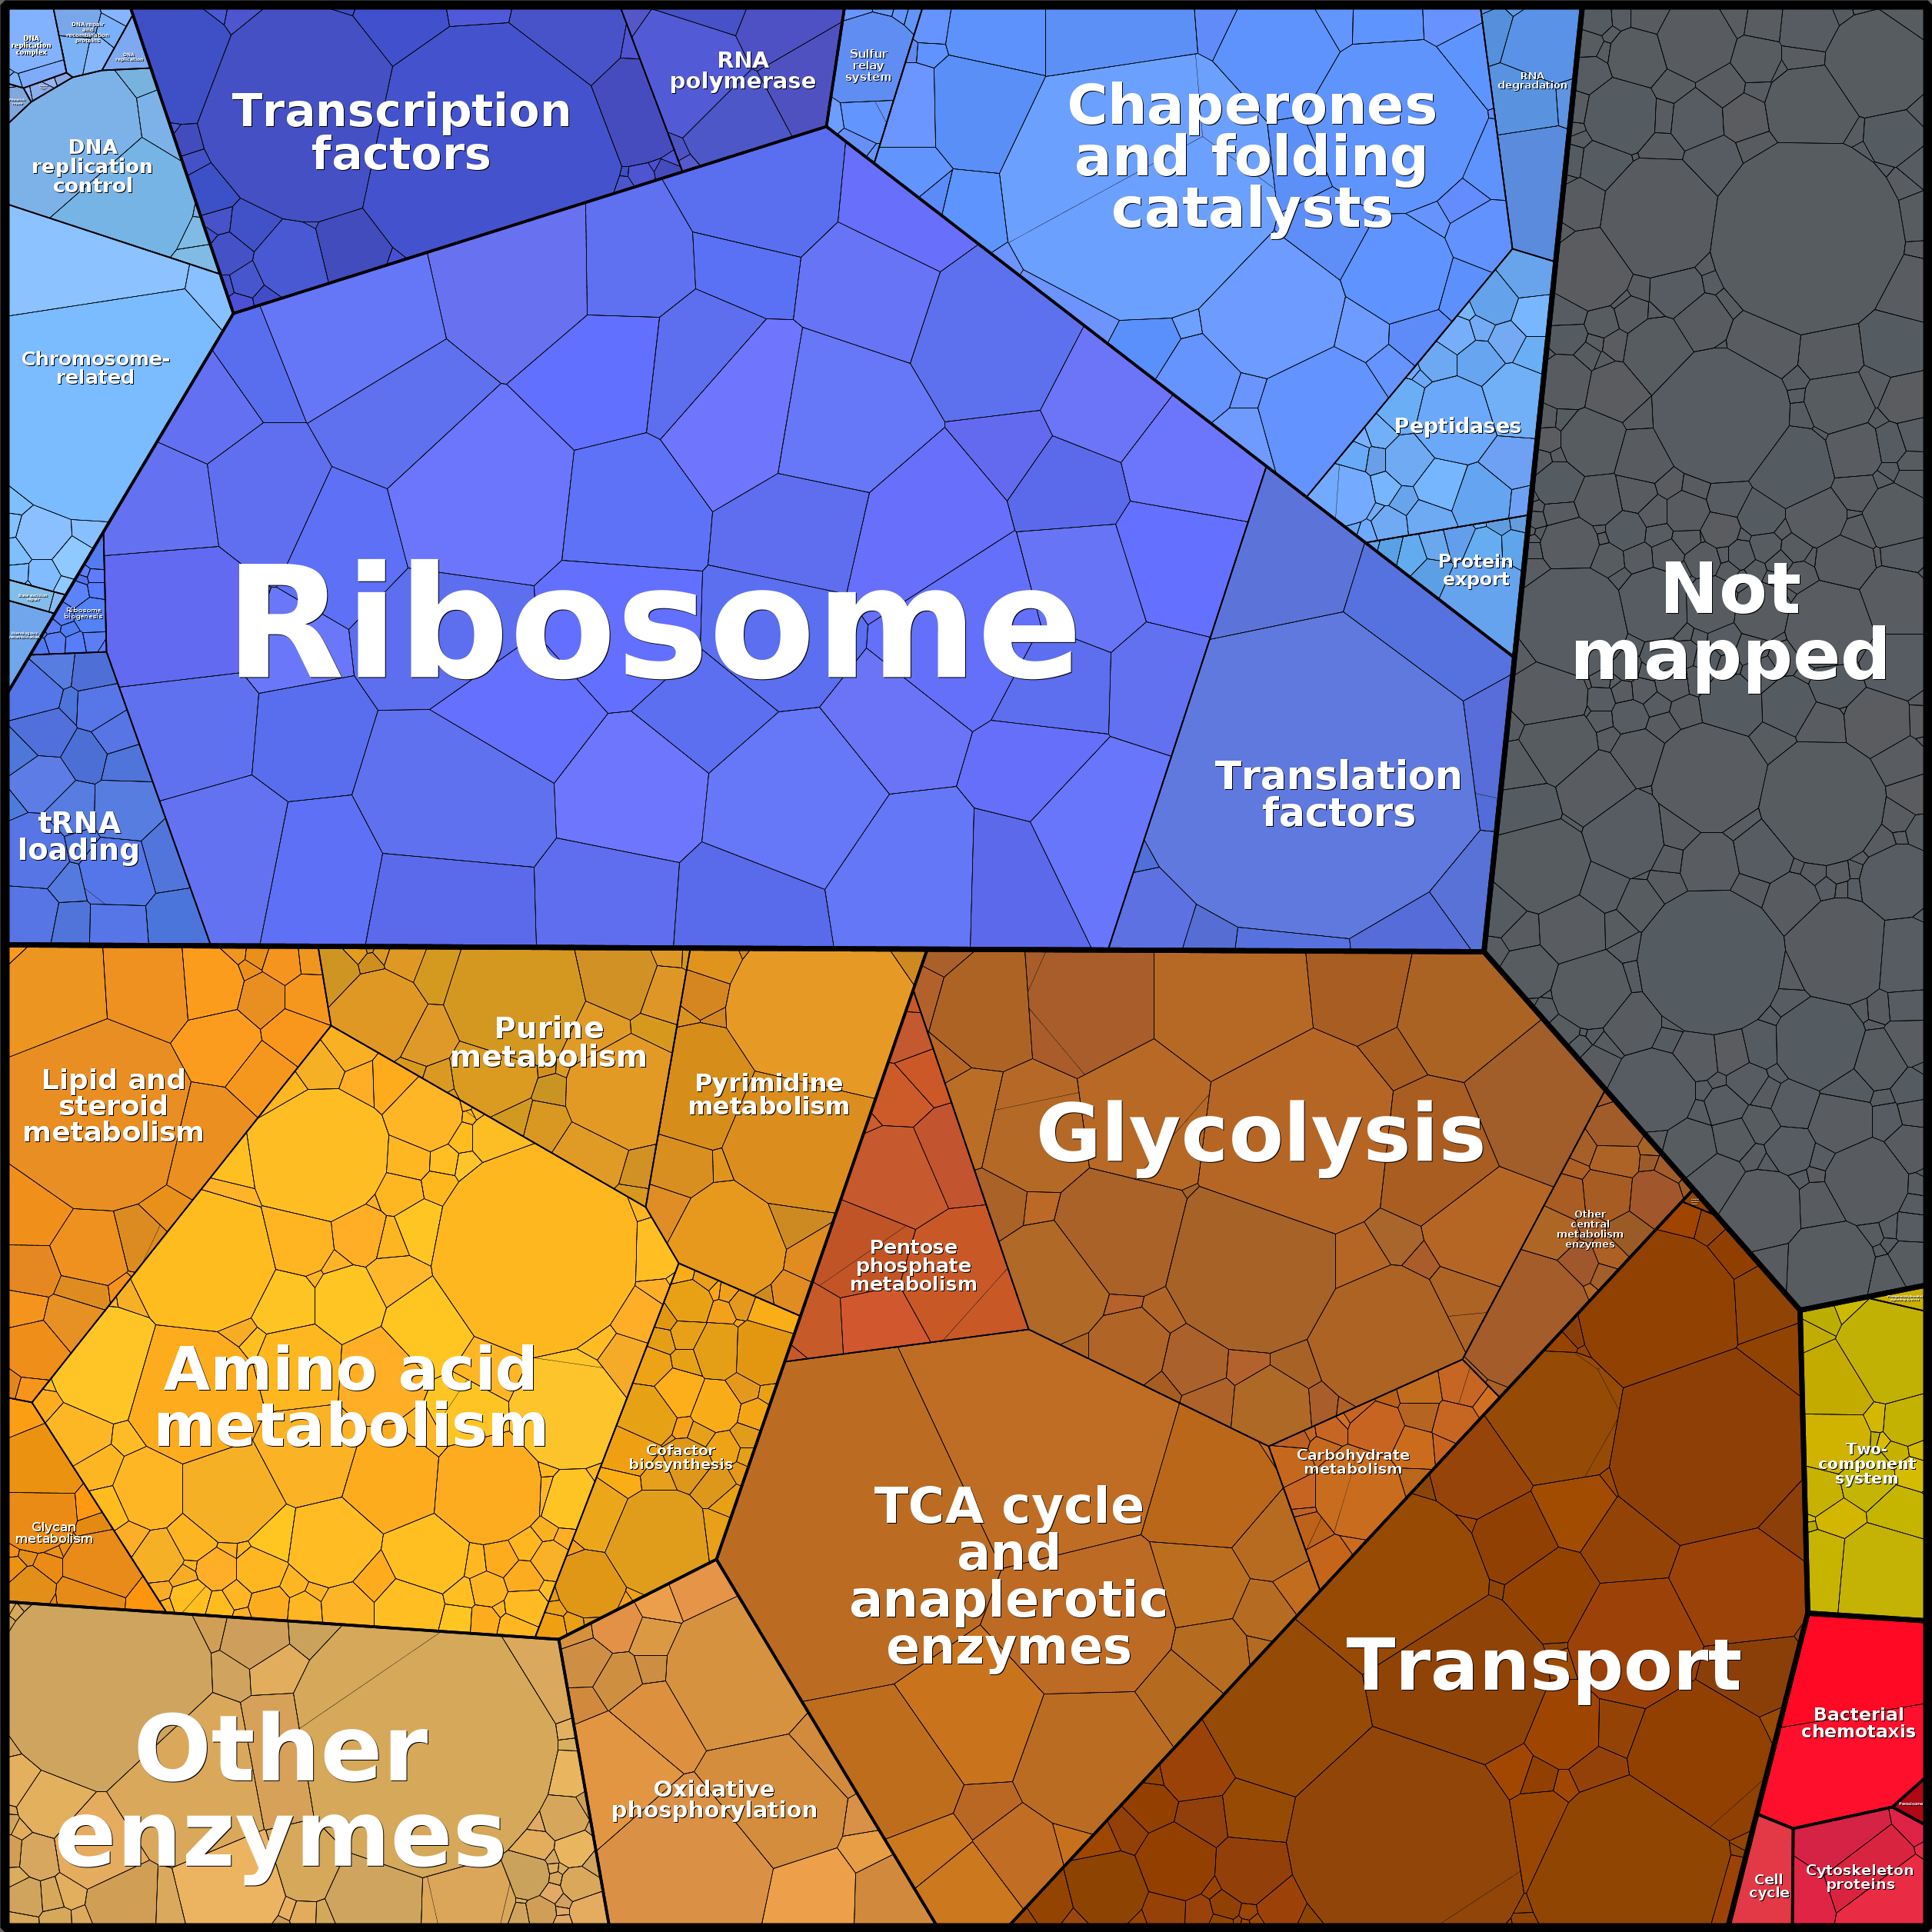 DNA
replication
complex
DNA repair
and
recombination
proteins
DNA
replication
Transcription
factors
RNA
polymerase
Sulfur
relay
system
Chaperones
and folding
catalysts
RNA
degradation
DNA
replication
control
Chromosome-
related
Peptidases
Protein
export
Not
mapped
Ribosome
biogenesis
Ribosome
Translation
factors
tRNA
loading
Lipid and
steroid
metabolism
Purine
metabolism
Pyrimidine
metabolism
Glycolysis
Pentose
phosphate
metabolism
Other
central
metabolism
enzymes
Amino acid
metabolism
Cofactor
biosynthesis
Carbohydrate
metabolism
Two-
component
system
Glycan
metabolism
TCA cycle
and
anaplerotic
enzymes
Transport
Other
enzymes
Oxidative
phosphorylation
Bacterial
chemotaxis
Cell
cycle
Cytoskeleton
proteins